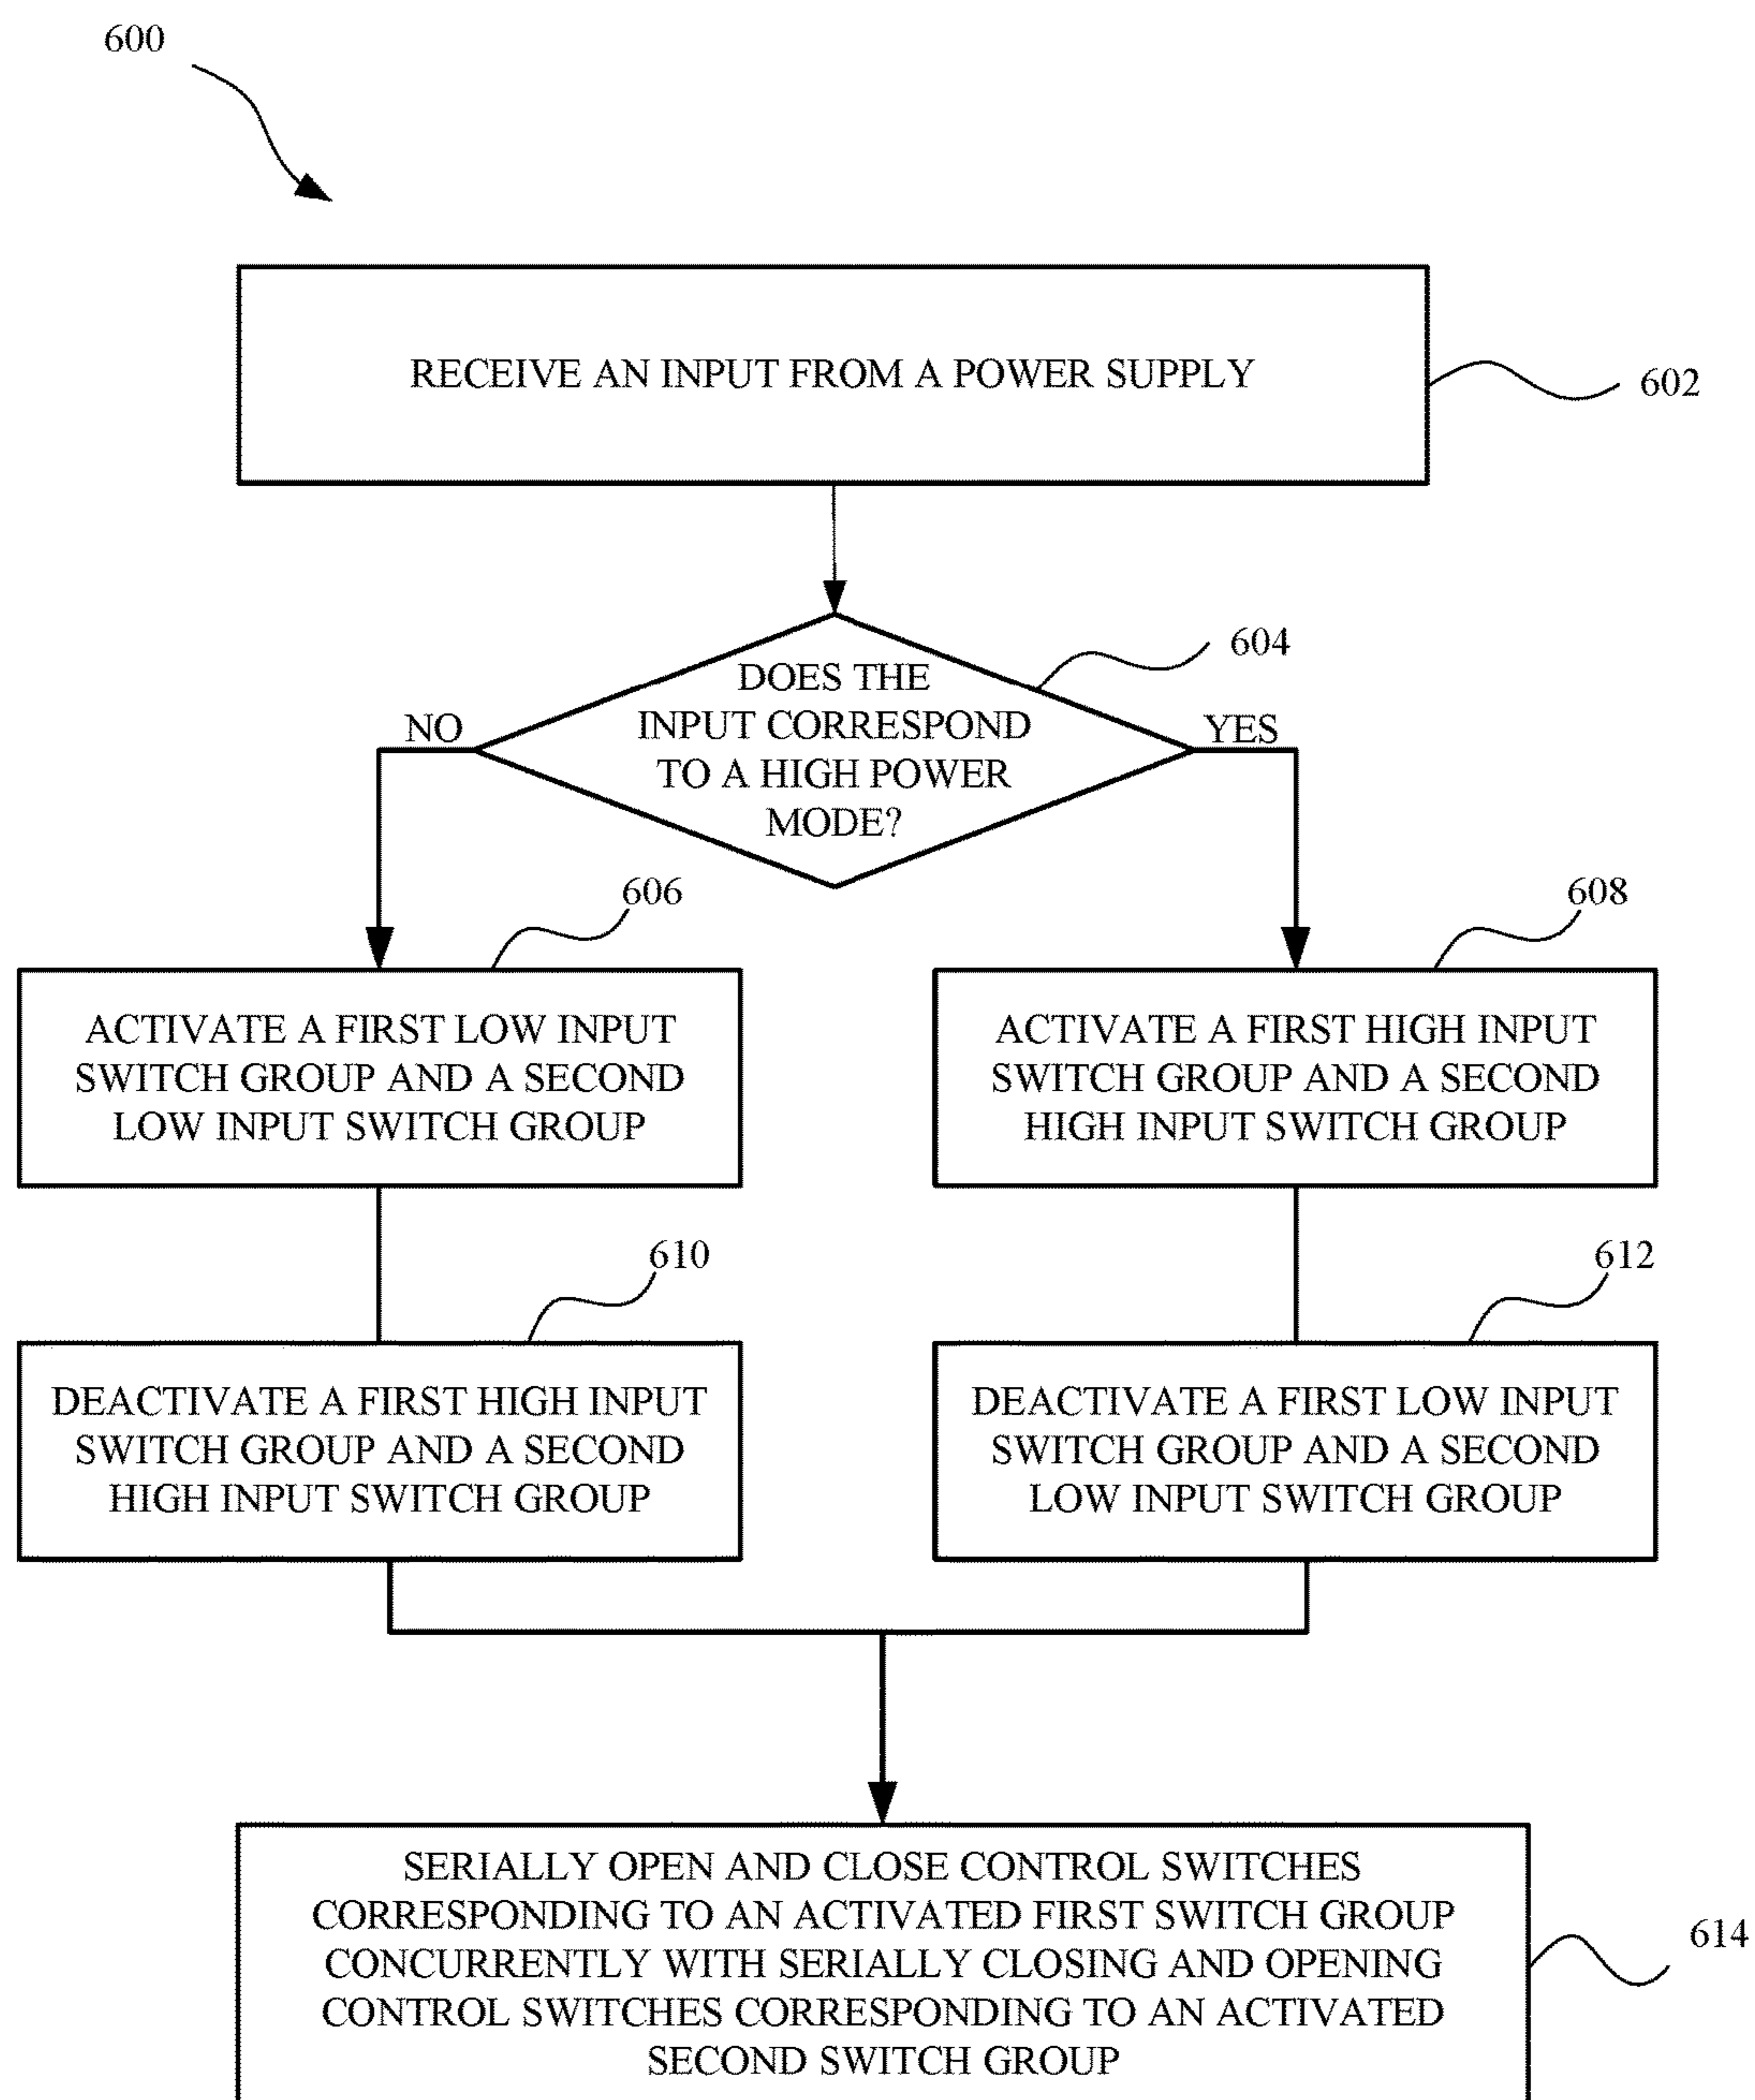 600
RECEIVE AN INPUT FROM A POWER SUPPLY
602
604
DOES THE
INPUT CORRESPOND
TO A HIGH POWER
MODE?
NO
YES
606
608
ACTIVATE A FIRST LOW INPUT
SWITCH GROUP AND A SECOND
LOW INPUT SWITCH GROUP
ACTIVATE A FIRST HIGH INPUT
SWITCH GROUP AND A SECOND
HIGH INPUT SWITCH GROUP
610
612
DEACTIVATE A FIRST HIGH INPUT
SWITCH GROUP AND A SECOND
HIGH INPUT SWITCH GROUP
DEACTIVATE A FIRST LOW INPUT
SWITCH GROUP AND A SECOND
LOW INPUT SWITCH GROUP
SERIALLY OPEN AND CLOSE CONTROL SWITCHES
CORRESPONDING TO AN ACTIVATED FIRST SWITCH GROUP
CONCURRENTLY WITH SERIALLY CLOSING AND OPENING
CONTROL SWITCHES CORRESPONDING TO AN ACTIVATED
SECOND SWITCH GROUP
614